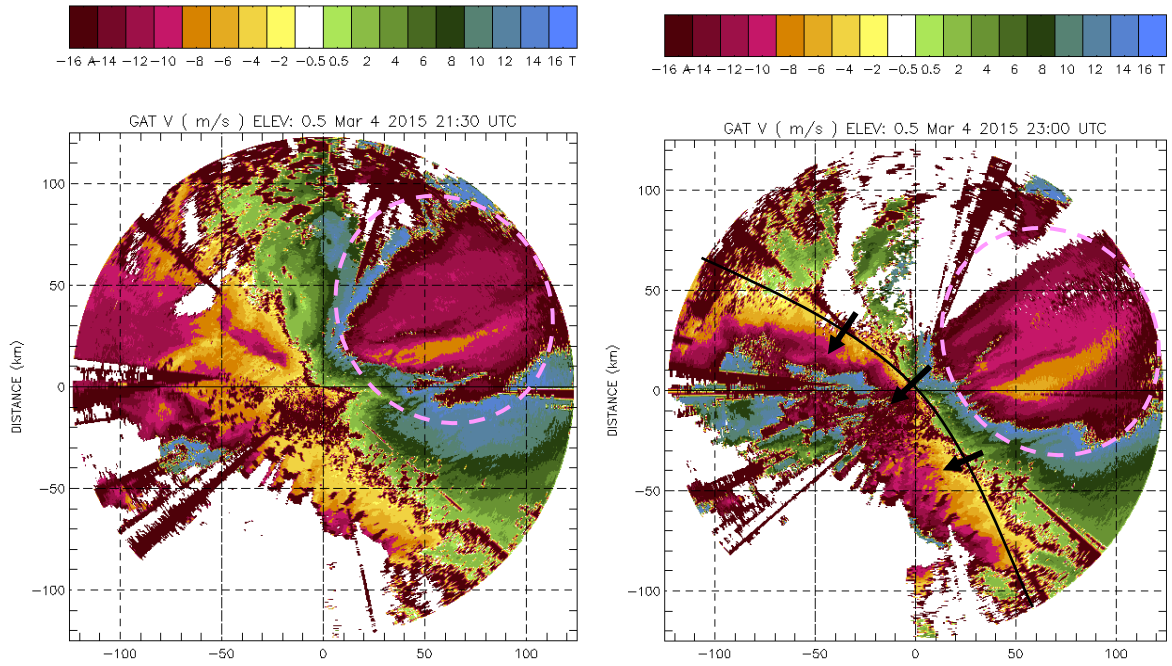 −16 A −14 −12 −10 −8 −6 −4 −2 −0.5 0.5 2 4 6 8 10 12 14 16 T
GAT V ( m/s ) ELEV: 0.5 Mar 4 2015 21:30 UTC
DISTANCE (km)
100
50
0
−50
−100
−100 −50 0 50 100
−16 A −14 −12 −10 −8 −6 −4 −2 −0.5 0.5 2 4 6 8 10 12 14 16 T
GAT V ( m/s ) ELEV: 0.5 Mar 4 2015 23:00 UTC
DISTANCE (km)
100
50
0
−50
−100
−100 −50 0 50 100